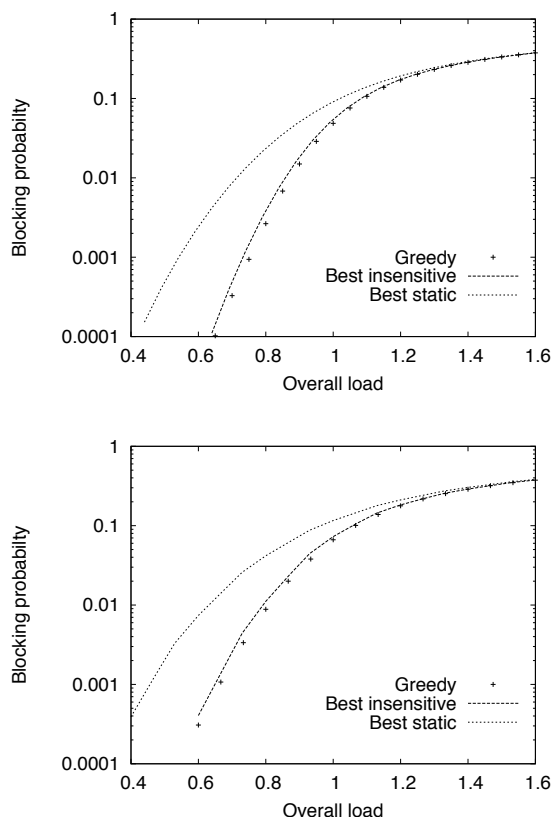 1
0.1
0.01
0.001
0.0001
Blocking probabilty
Greedy
Best insensitive
Best static
0.4 0.6 0.8 1 1.2 1.4 1.6
Overall load
1
0.1
0.01
0.001
0.0001
Blocking probabilty
Greedy
Best insensitive
Best static
0.4 0.6 0.8 1 1.2 1.4 1.6
Overall load